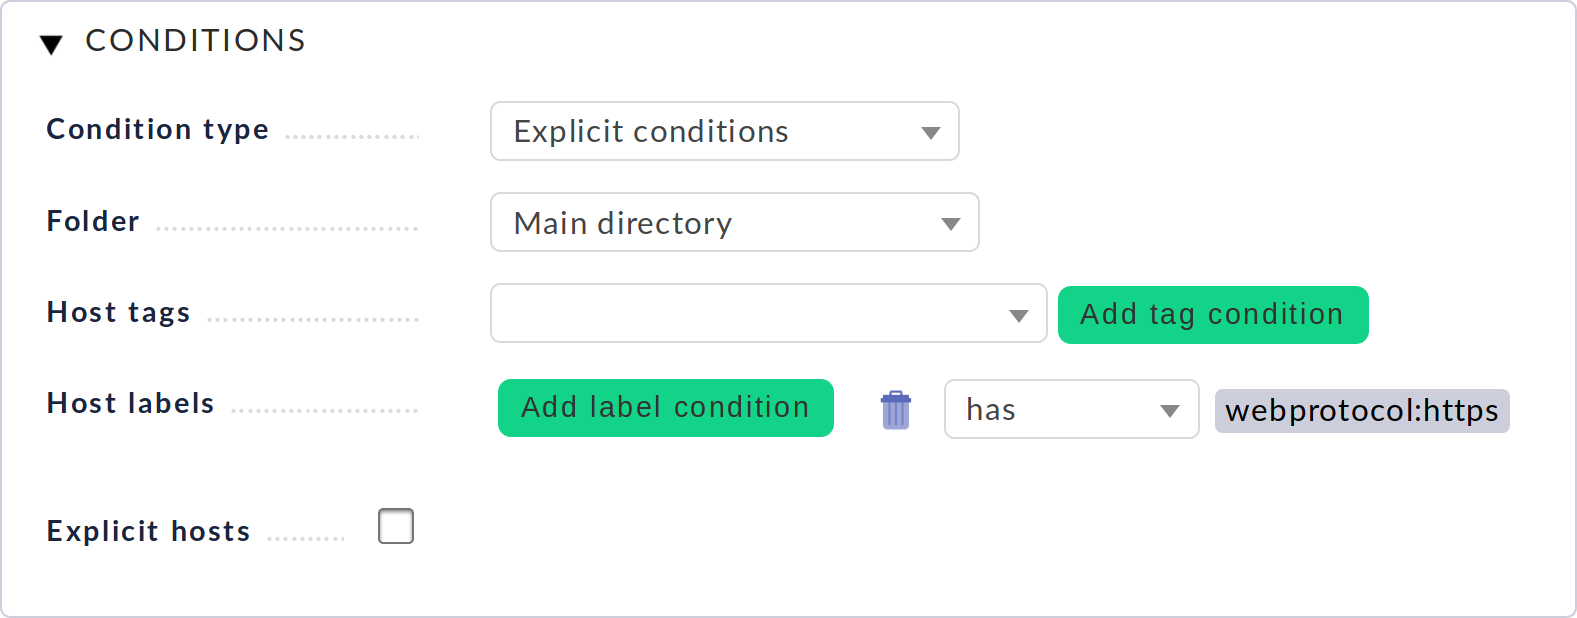 CONDITIONS
Condition type Explicit conditions
Folder Main directory
Host tags Add tag condition
Host labels Add label condition has webprotocol:https
Explicit hosts